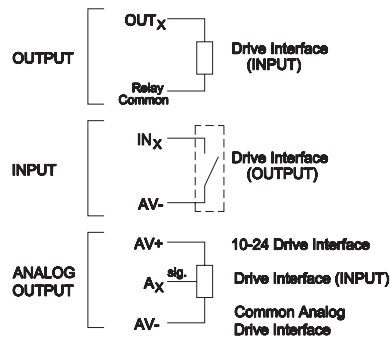 OUTPUT
OUTX
Relay
Common
Drive Interface
(INPUT)
INPUT
INX
AV-
Drive Interface
(OUTPUT)
ANALOG
OUTPUT
AV+
10-24 Drive Interface
AX
sig.
Drive Interface (INPUT)
AV-
Common Analog
Drive Interface